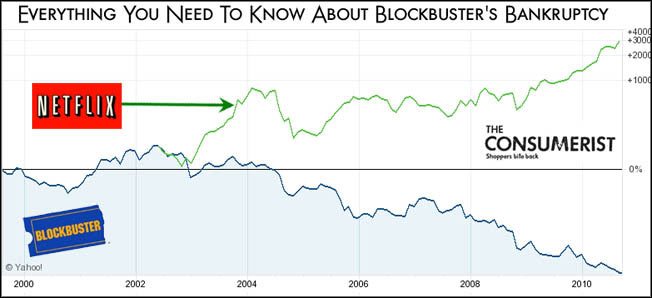 EVERYTHING YOU NEED TO KNOW ABOUT BLOCKBUSTER'S BANKRUPTCY
+4000
+3000
+1000
NETFLIX
THE
CONSUMERIST
Shoppers bite back
0%
BLOCKBUSTER
© Yahoo!
2000
2002
2004
2006
2008
2010